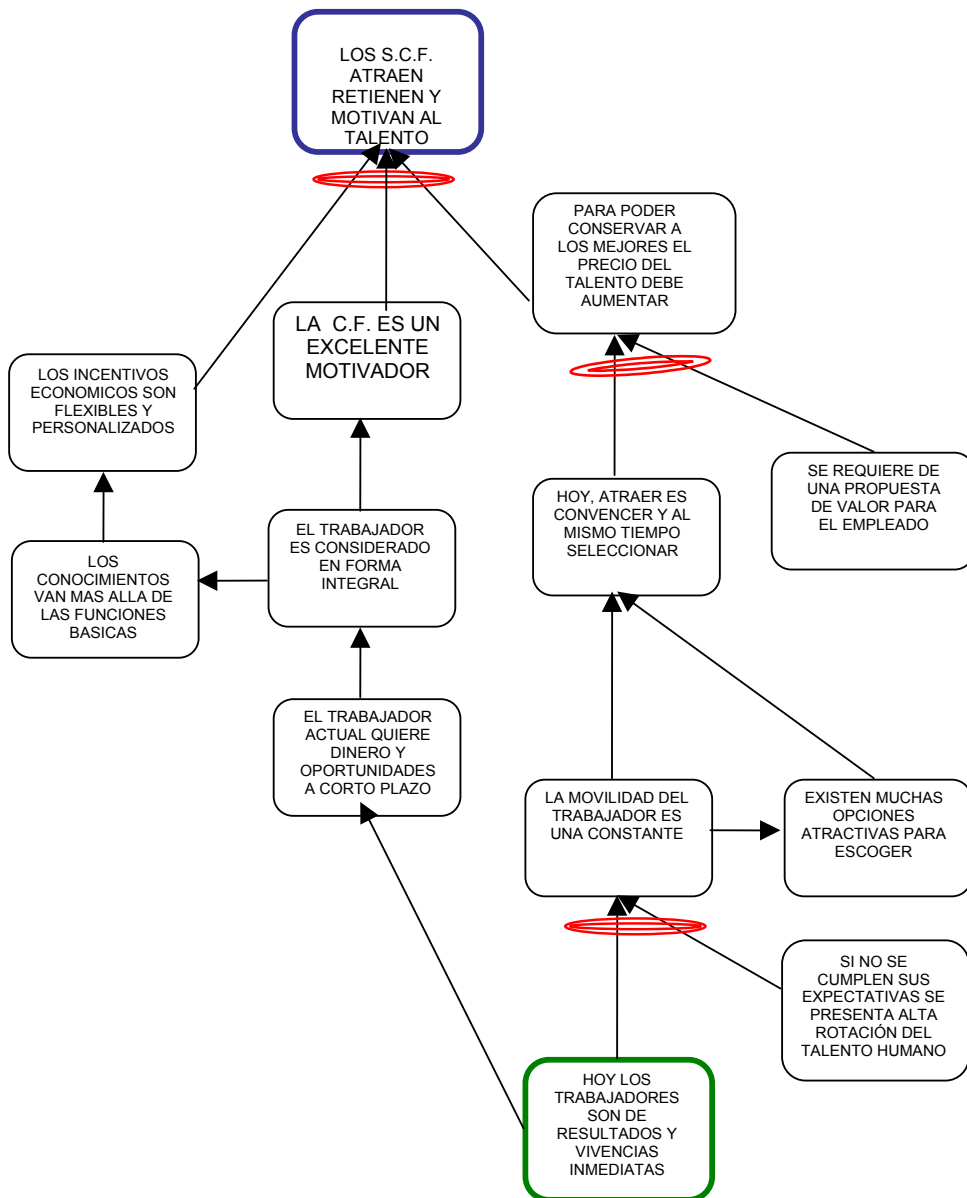 LOS S.C.F.
ATRAEN
RETIENEN Y
MOTIVAN AL
TALENTO
PARA PODER
CONSERVAR A
LOS MEJORES EL
PRECIO DEL
TALENTO DEBE
AUMENTAR
LA C.F. ES UN
EXCELENTE
MOTIVADOR
LOS INCENTIVOS
ECONOMICOS SON
FLEXIBLES Y
PERSONALIZADOS
SE REQUIERE DE
UNA PROPUESTA
DE VALOR PARA
EL EMPLEADO
HOY, ATRAER ES
CONVENCER Y AL
MISMO TIEMPO
SELECCIONAR
EL TRABAJADOR
ES CONSIDERADO
EN FORMA
INTEGRAL
LOS
CONOCIMIENTOS
VAN MAS ALLA DE
LAS FUNCIONES
BASICAS
EL TRABAJADOR
ACTUAL QUIERE
DINERO Y
OPORTUNIDADES
A CORTO PLAZO
LA MOVILIDAD DEL
TRABAJADOR ES
UNA CONSTANTE
EXISTEN MUCHAS
OPCIONES
ATRACTIVAS PARA
ESCOGER
SI NO SE
CUMPLEN SUS
EXPECTATIVAS SE
PRESENTA ALTA
ROTACIÓN DEL
TALENTO HUMANO
HOY LOS
TRABAJADORES
SON DE
RESULTADOS Y
VIVENCIAS
INMEDIATAS